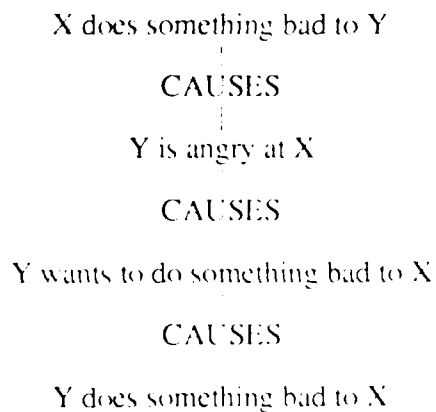 X does something bad to Y
CAUSES
Y is angry at X
CAUSES
Y wants to do something bad to X
CAUSES
Y does something bad to X